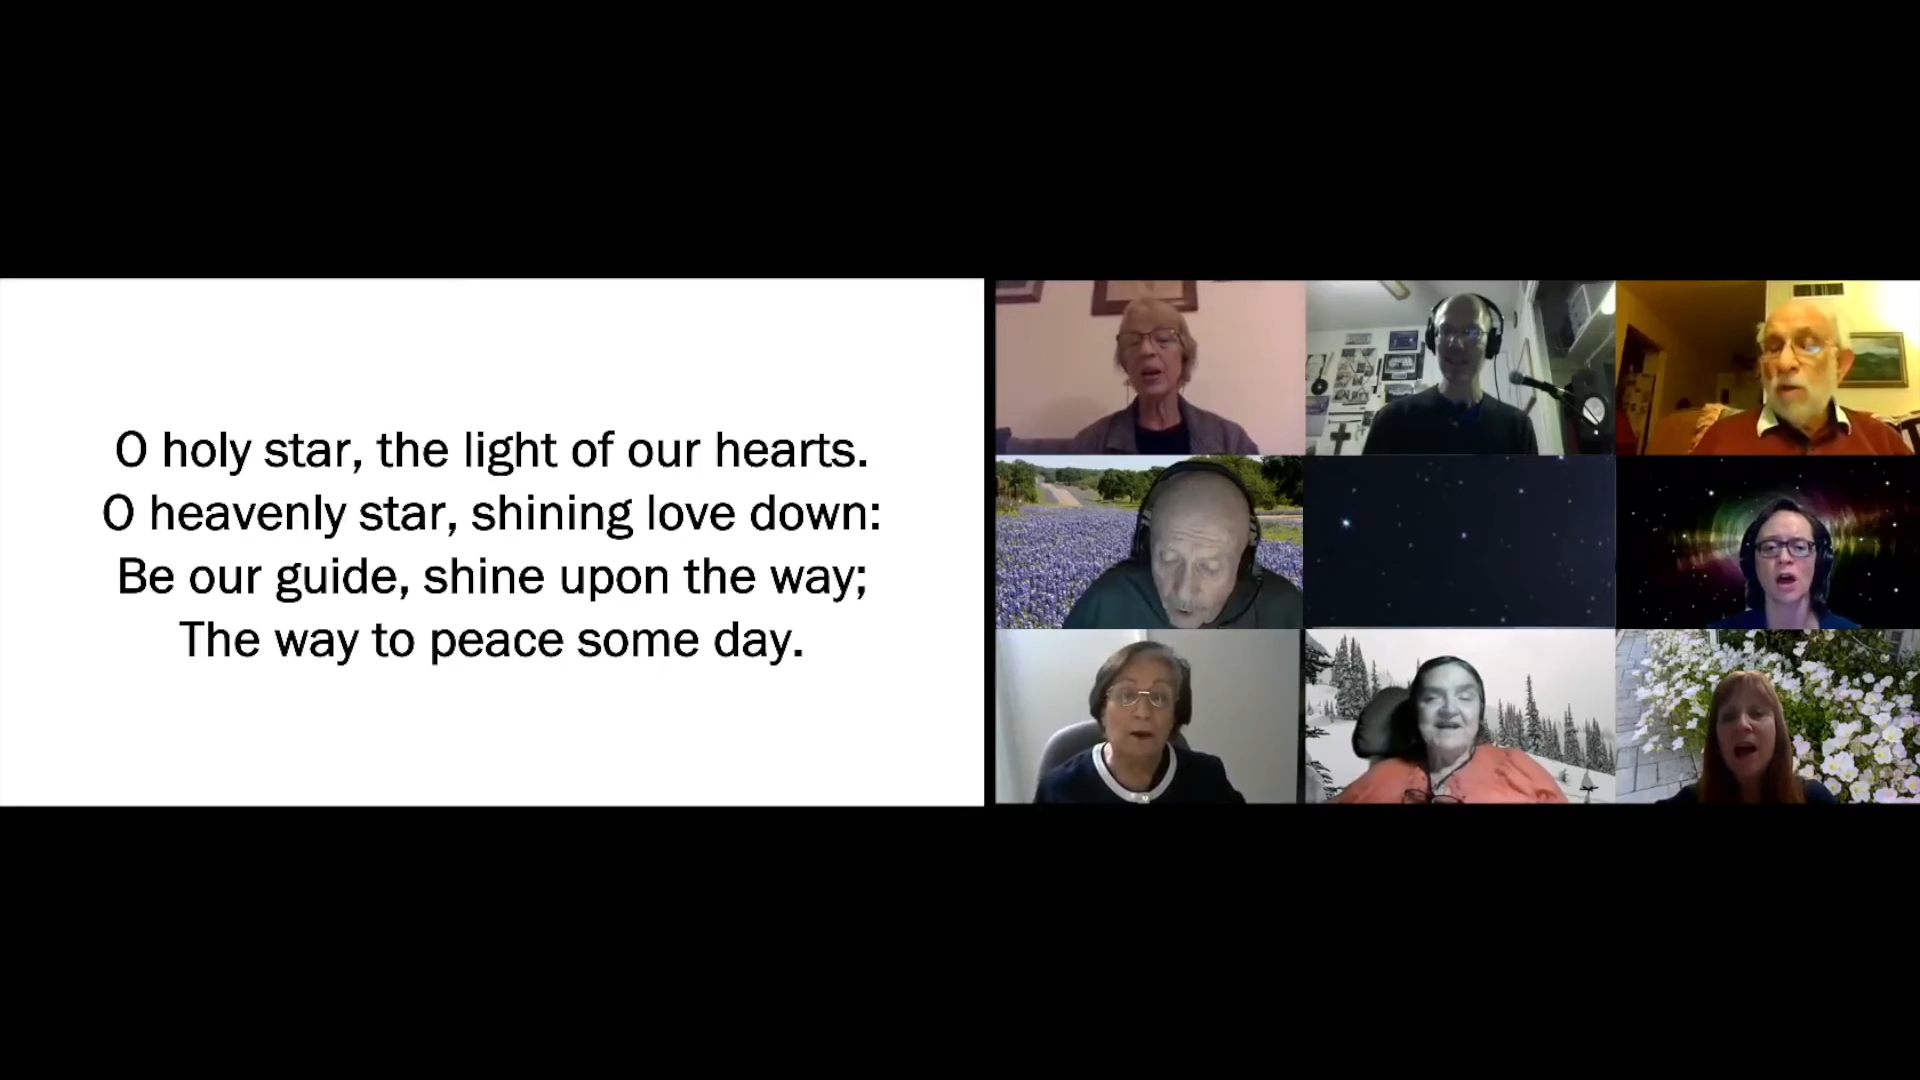 O holy star, the light of our hearts.
O heavenly star, shining love down:
Be our guide, shine upon the way;
The way to peace some day.